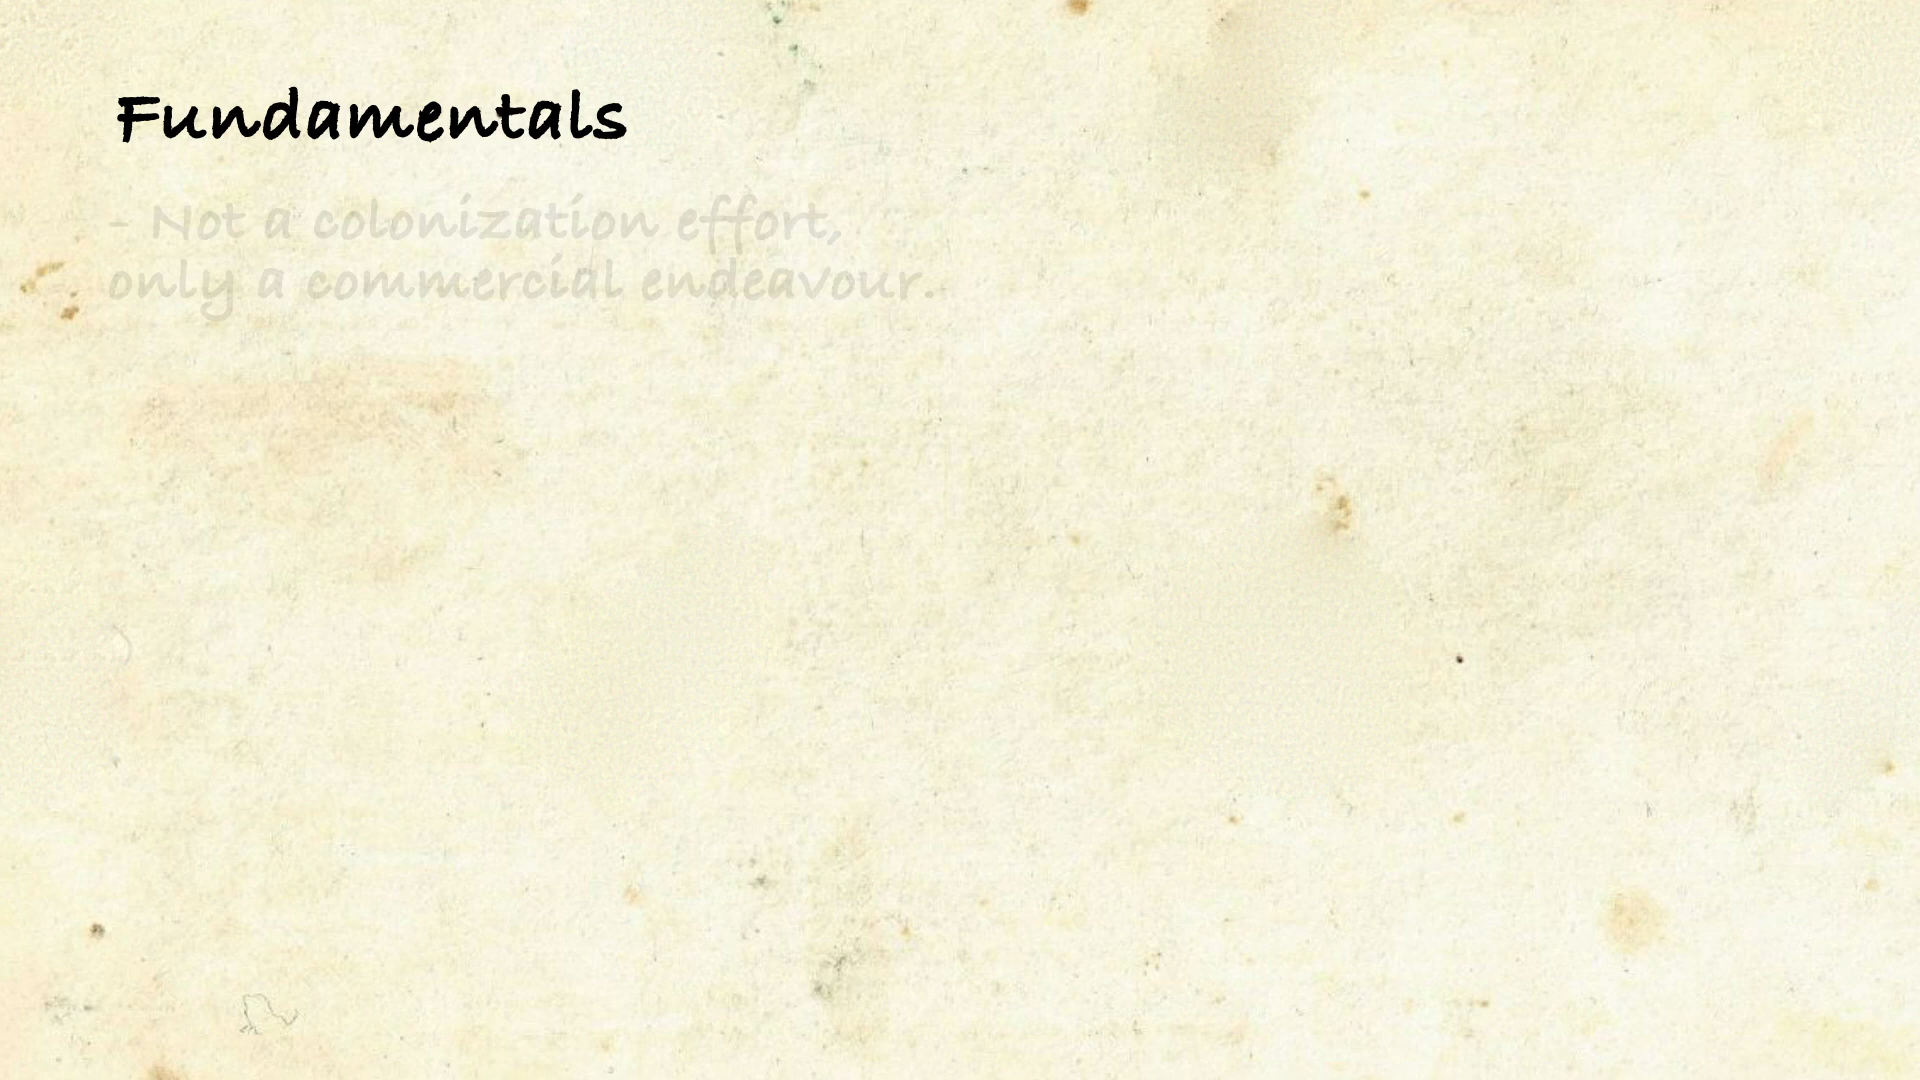 Fundamentals
- Not a colonization effort,
only a commercial endeavour.